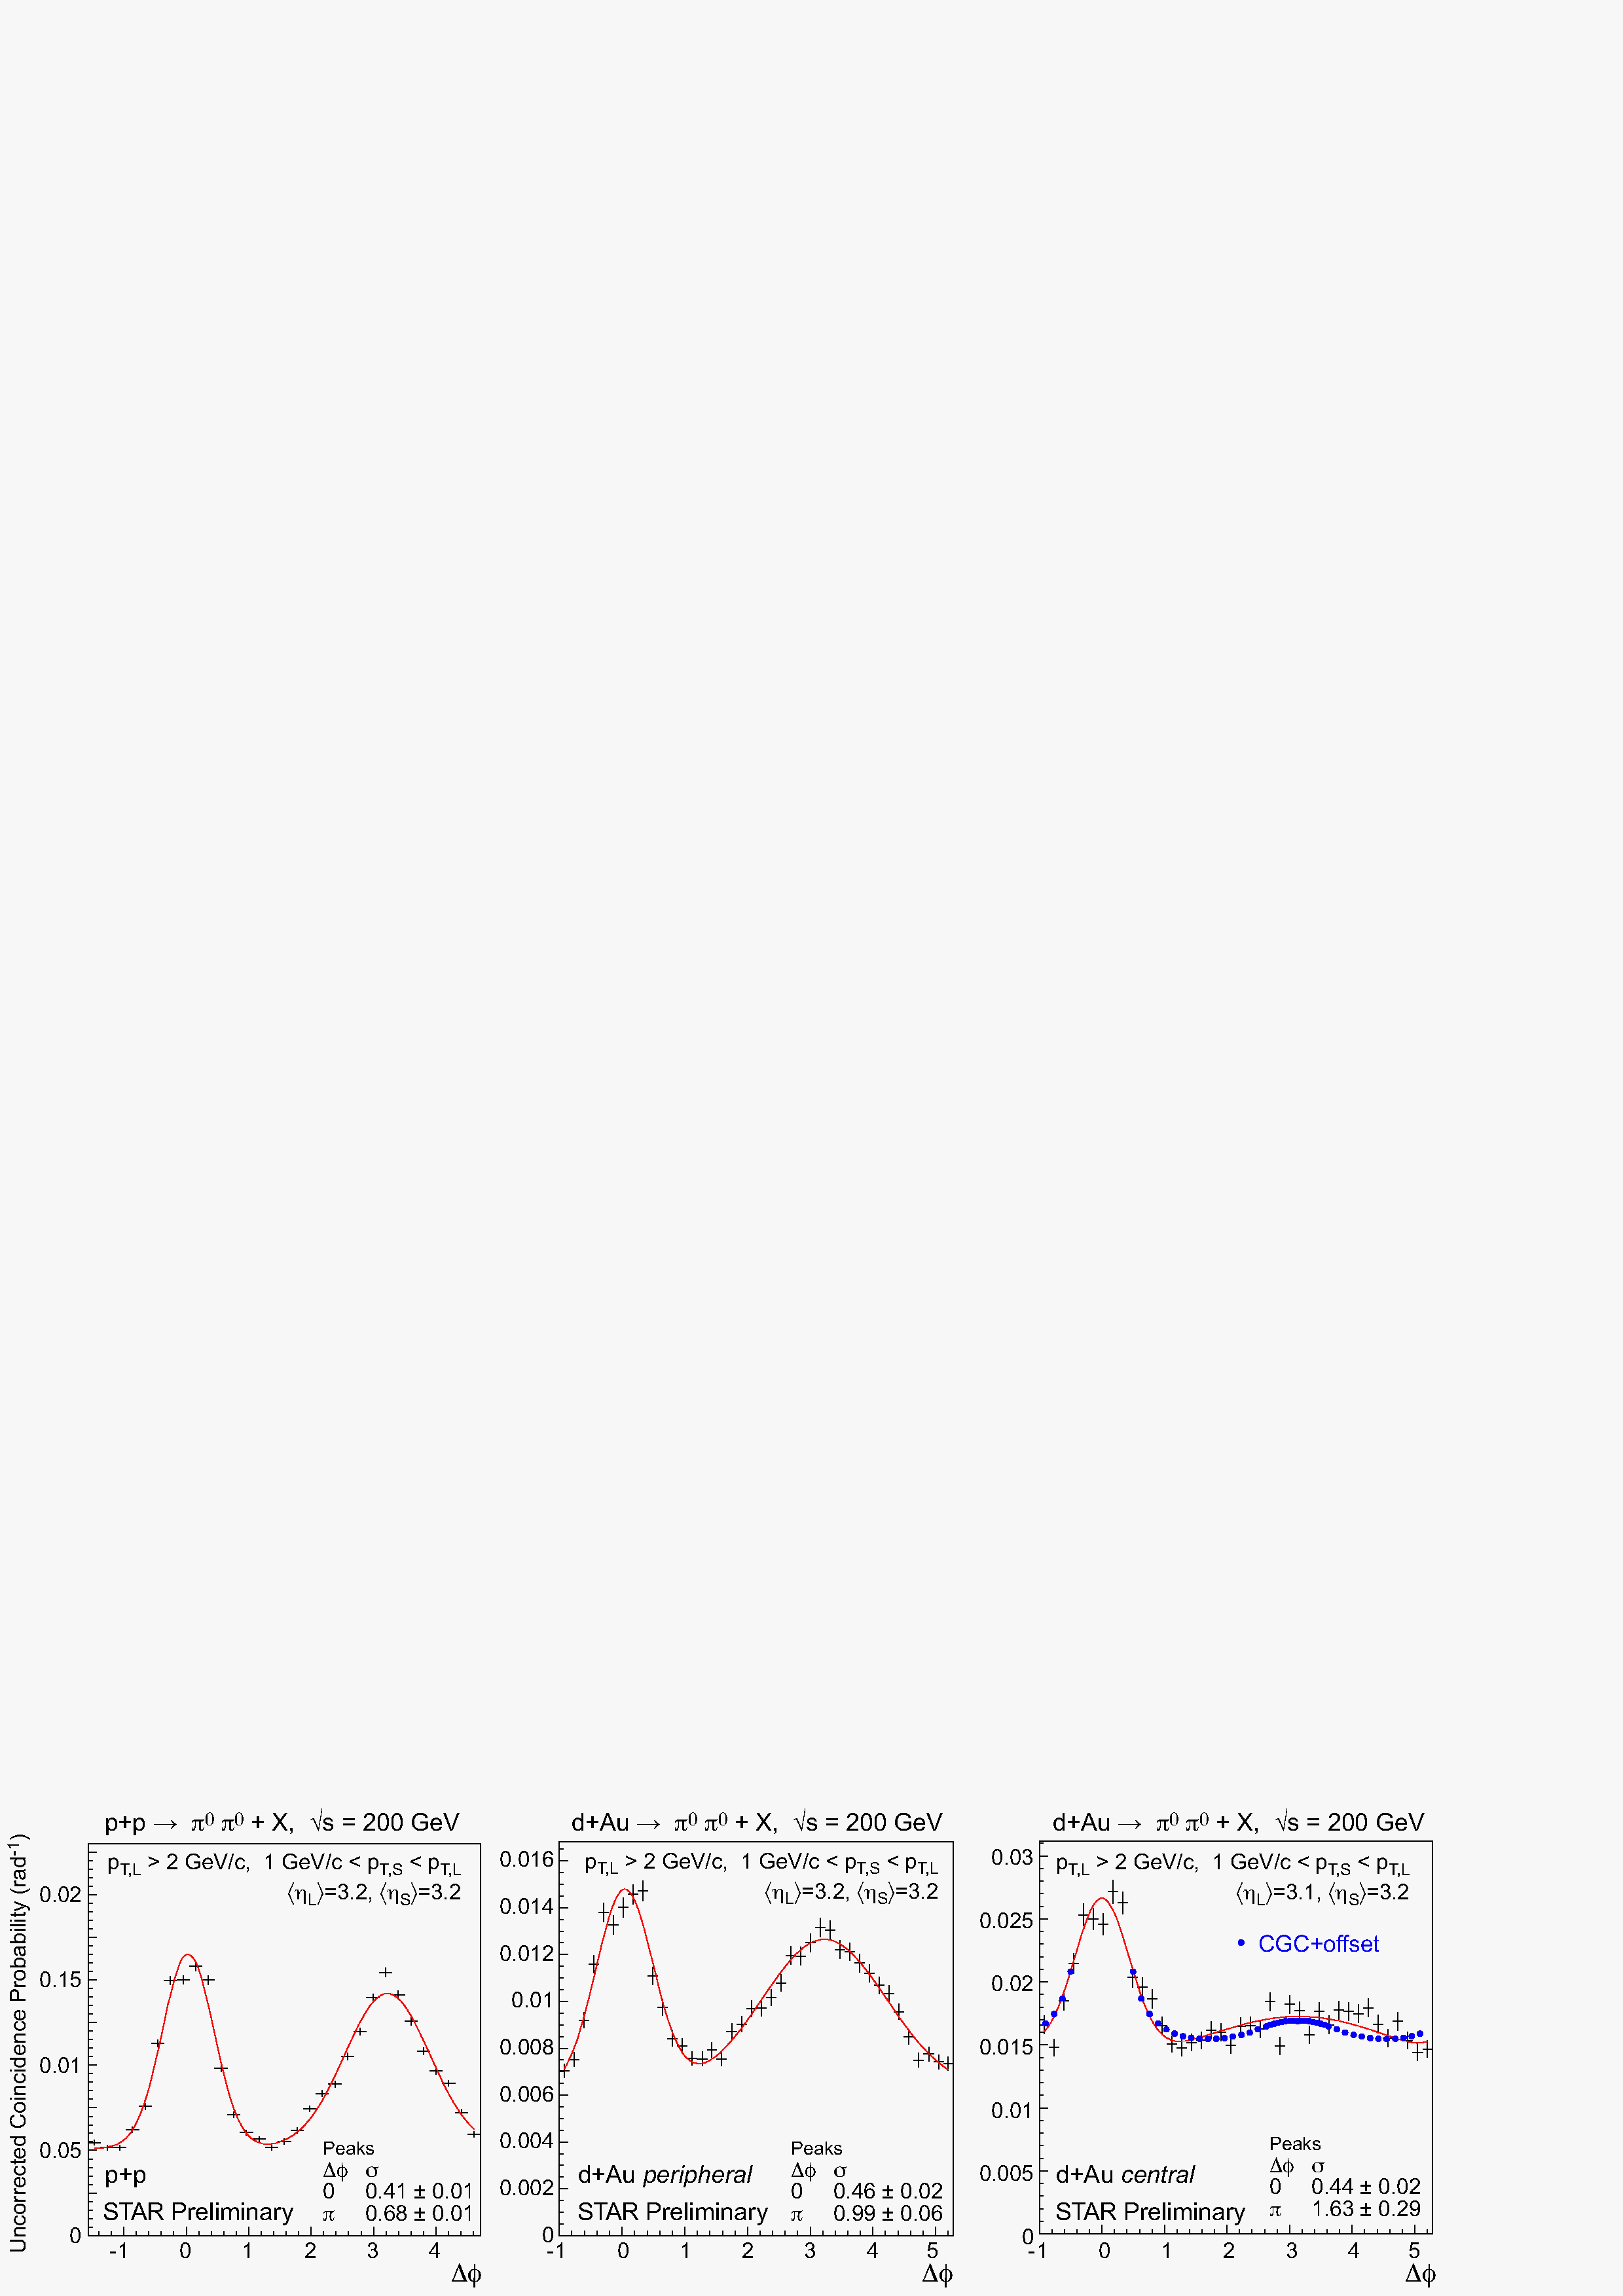 p+p → π⁰ π⁰ + X, √s = 200 GeV
p_T,L > 2 GeV/c, 1 GeV/c < p_T,S < p_T,L
⟨η_L⟩=3.2, ⟨η_S⟩=3.2
Uncorrected Coincidence Probability (rad⁻¹)
0.02
0.15
0.01
0.05
0
Peaks
Δϕ σ
0 0.41 ± 0.01
π 0.68 ± 0.01
p+p
STAR Preliminary
-1 0 1 2 3 4
Δϕ
d+Au → π⁰ π⁰ + X, √s = 200 GeV
p_T,L > 2 GeV/c, 1 GeV/c < p_T,S < p_T,L
⟨η_L⟩=3.2, ⟨η_S⟩=3.2
0.016
0.014
0.012
0.01
0.008
0.006
0.004
0.002
0
Peaks
Δϕ σ
0 0.46 ± 0.02
π 0.99 ± 0.06
d+Au peripheral
STAR Preliminary
-1 0 1 2 3 4 5
Δϕ
d+Au → π⁰ π⁰ + X, √s = 200 GeV
p_T,L > 2 GeV/c, 1 GeV/c < p_T,S < p_T,L
⟨η_L⟩=3.1, ⟨η_S⟩=3.2
CGC+offset
0.03
0.025
0.02
0.015
0.01
0.005
0
Peaks
Δϕ σ
0 0.44 ± 0.02
π 1.63 ± 0.29
d+Au central
STAR Preliminary
-1 0 1 2 3 4 5
Δϕ